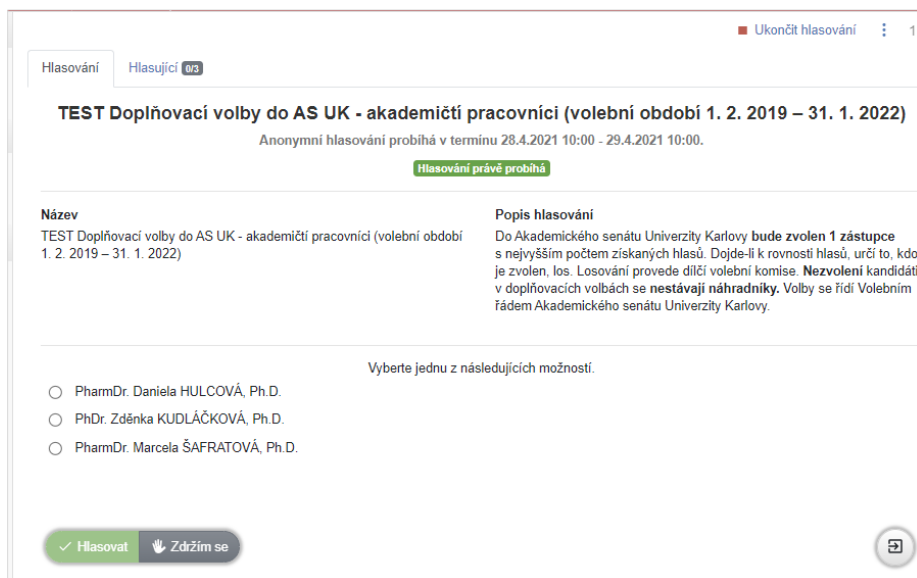 Ukončit hlasování
1
Hlasování
Hlasující 0/3
TEST Doplňovací volby do AS UK - akademičtí pracovníci (volební období 1. 2. 2019 – 31. 1. 2022)
Anonymní hlasování probíhá v termínu 28.4.2021 10:00 - 29.4.2021 10:00.
Hlasování právě probíhá
Název
TEST Doplňovací volby do AS UK - akademičtí pracovníci (volební období
1. 2. 2019 – 31. 1. 2022)
Popis hlasování
Do Akademického senátu Univerzity Karlovy bude zvolen 1 zástupce
s nejvyšším počtem získaných hlasů. Dojde-li k rovnosti hlasů, určí to, kdo
je zvolen, los. Losování provede dílčí volební komise. Nezvolení kandidáti
v doplňovacích volbách se nestávají náhradníky. Volby se řídí Volebním
řádem Akademického senátu Univerzity Karlovy.
Vyberte jednu z následujících možností.
PharmDr. Daniela HULCOVÁ, Ph.D.
PhDr. Zděnka KUDLÁČKOVÁ, Ph.D.
PharmDr. Marcela ŠAFRATOVÁ, Ph.D.
Hlasovat
Zdržím se